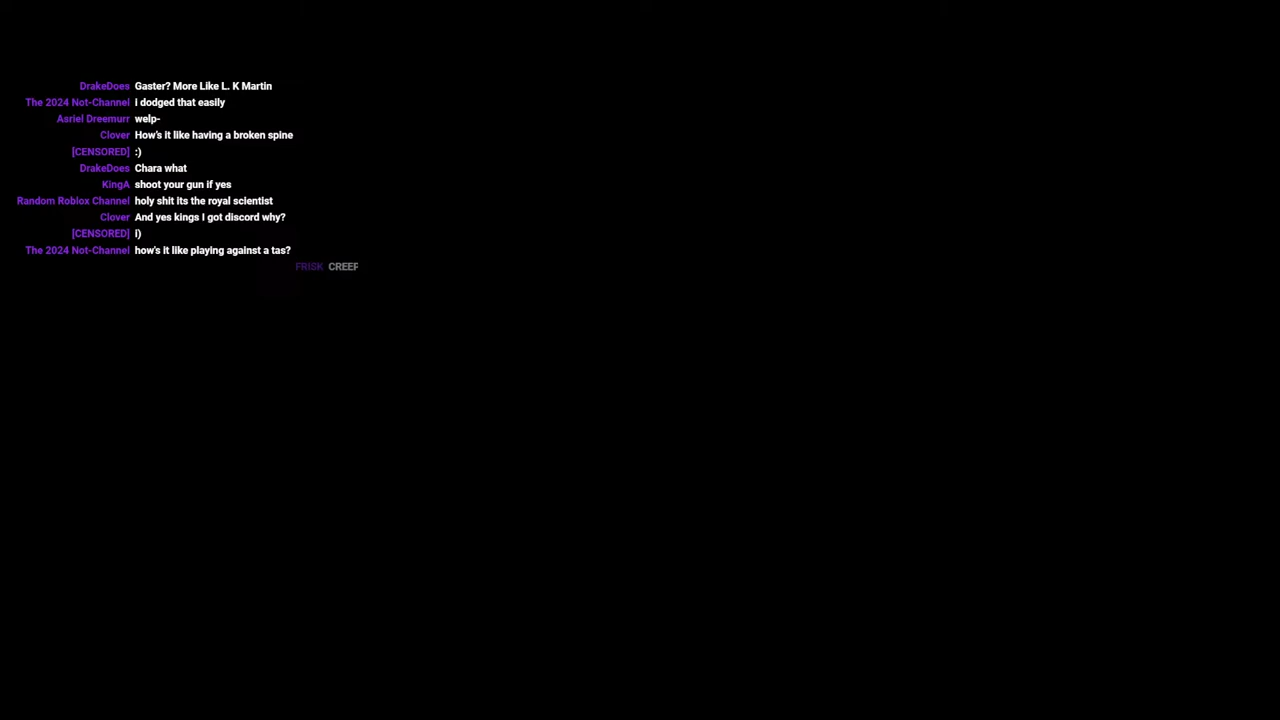 DrakeDoes Gaster? More Like L. K Martin
The 2024 Not-Channel i dodged that easily
Asriel Dreemurr welp-
Clover How's it like having a broken spine
[CENSORED] :)
DrakeDoes Chara what
KingA shoot your gun if yes
Random Roblox Channel holy shit its the royal scientist
Clover And yes kings I got discord why?
[CENSORED] I)
The 2024 Not-Channel how's it like playing against a tas?
FRISK CREEP